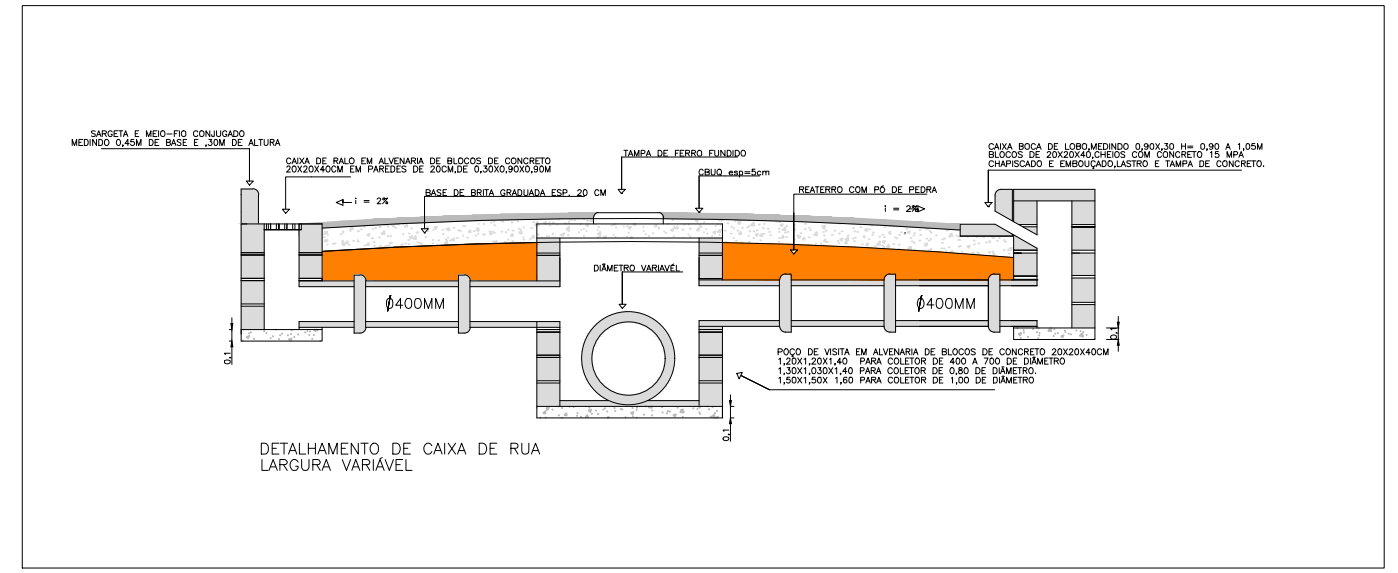 SARGETA E MEIO-FIO CONJUGADO
MEDINDO 0,45M DE BASE E ,30M DE ALTURA
CAIXA DE RALO EM ALVENARIA DE BLOCOS DE CONCRETO
20X20X40CM EM PAREDES DE 20CM,DE 0,30X0,90X0,90M
i = 2%
BASE DE BRITA GRADUADA ESP. 20 CM
TAMPA DE FERRO FUNDIDO
CBUQ esp=5cm
REATERRO COM PÓ DE PEDRA
i = 2%
CAIXA BOCA DE LOBO,MEDINDO 0,90X,30 H= 0,90 A 1,05M
BLOCOS DE 20X20X40,CHEIOS COM CONCRETO 15 MPA
CHAPISCADO E EMBOUÇADO,LASTRO E TAMPA DE CONCRETO.
DIÂMETRO VARIAVÉL
Ø400MM
Ø400MM
0,1
0,1
0,1
POÇO DE VISITA EM ALVENARIA DE BLOCOS DE CONCRETO 20X20X40CM
1,20X1,20X1,40 PARA COLETOR DE 400 A 700 DE DIÂMETRO
1,30X1,030X1,40 PARA COLETOR DE 0,80 DE DIÂMETRO.
1,50X1,50X 1,60 PARA COLETOR DE 1,00 DE DIÂMETRO
DETALHAMENTO DE CAIXA DE RUA
LARGURA VARIÁVEL